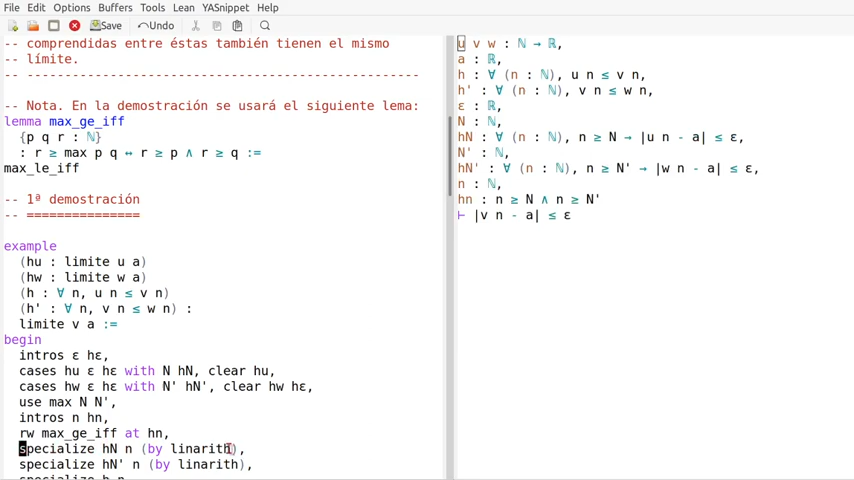 File Edit Options Buffers Tools Lean YASnippet Help
Save Undo
-- comprendidas entre éstas también tienen el mismo
-- límite.
-- ----------------------------------------------------
-- Nota. En la demostración se usará el siguiente lema:
lemma max_ge_iff
{p q r : ℕ}
: r ≥ max p q ↔ r ≥ p ∧ r ≥ q :=
max_le_iff
-- 1ª demostración
-- ===============
example
(hu : limite u a)
(hw : limite w a)
(h : ∀ n, u n ≤ v n)
(h' : ∀ n, v n ≤ w n) :
limite v a :=
begin
intros ε hε,
cases hu ε hε with N hN, clear hu,
cases hw ε hε with N' hN', clear hw hε,
use max N N',
intros n hn,
rw max_ge_iff at hn,
specialize hN n (by linarith),
specialize hN' n (by linarith),
specialize h n
u v w : ℕ → ℝ,
a : ℝ,
h : ∀ (n : ℕ), u n ≤ v n,
h' : ∀ (n : ℕ), v n ≤ w n,
ε : ℝ,
N : ℕ,
hN : ∀ (n : ℕ), n ≥ N → |u n - a| ≤ ε,
N' : ℕ,
hN' : ∀ (n : ℕ), n ≥ N' → |w n - a| ≤ ε,
n : ℕ,
hn : n ≥ N ∧ n ≥ N'
⊢ |v n - a| ≤ ε